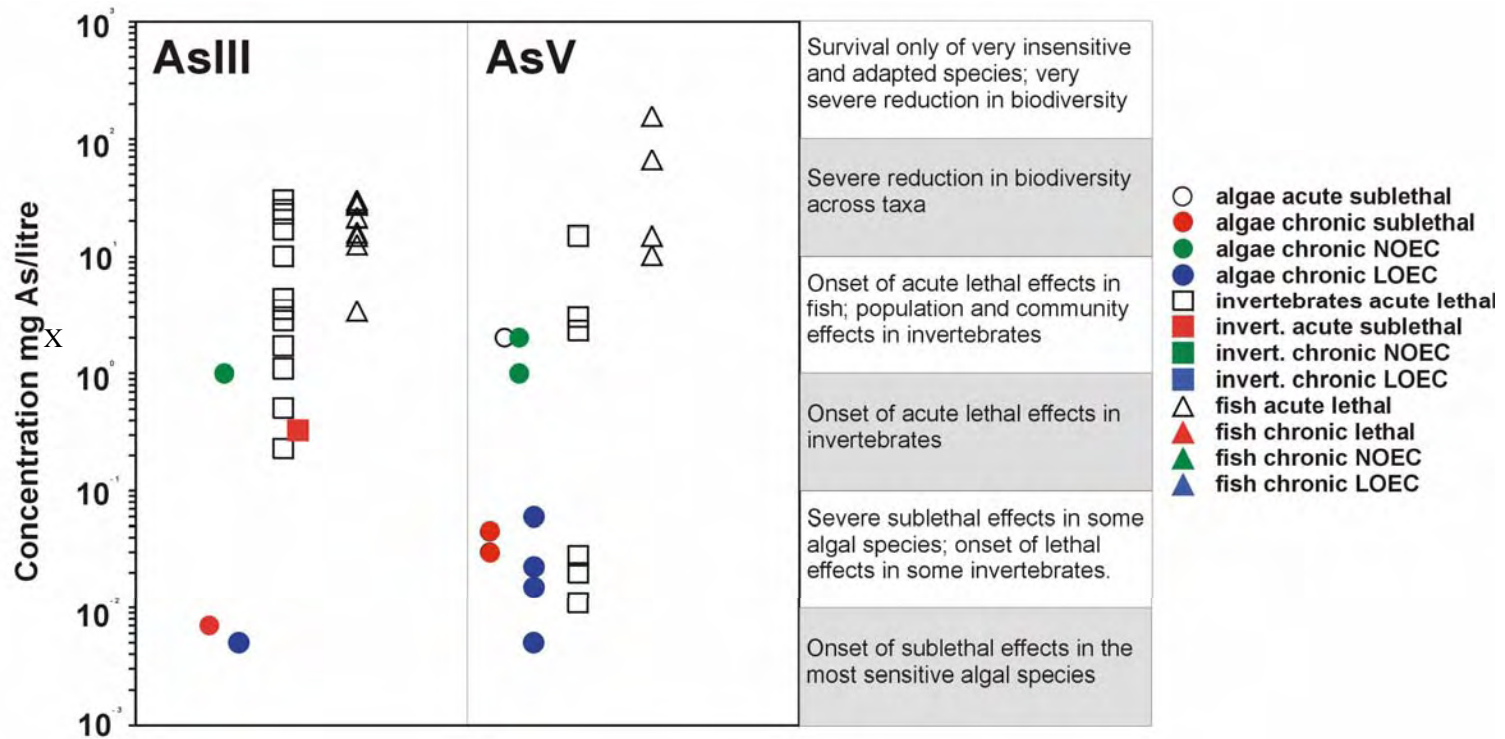 AsIII
AsV
Concentration mg As/litre
X
10³
10²
10¹
10⁰
10⁻¹
10⁻²
10⁻³
Survival only of very insensitive
and adapted species; very
severe reduction in biodiversity
Severe reduction in biodiversity
across taxa
Onset of acute lethal effects in
fish; population and community
effects in invertebrates
Onset of acute lethal effects in
invertebrates
Severe sublethal effects in some
algal species; onset of lethal
effects in some invertebrates.
Onset of sublethal effects in the
most sensitive algal species
algae acute sublethal
algae chronic sublethal
algae chronic NOEC
algae chronic LOEC
invertebrates acute lethal
invert. acute sublethal
invert. chronic NOEC
invert. chronic LOEC
fish acute lethal
fish chronic lethal
fish chronic NOEC
fish chronic LOEC